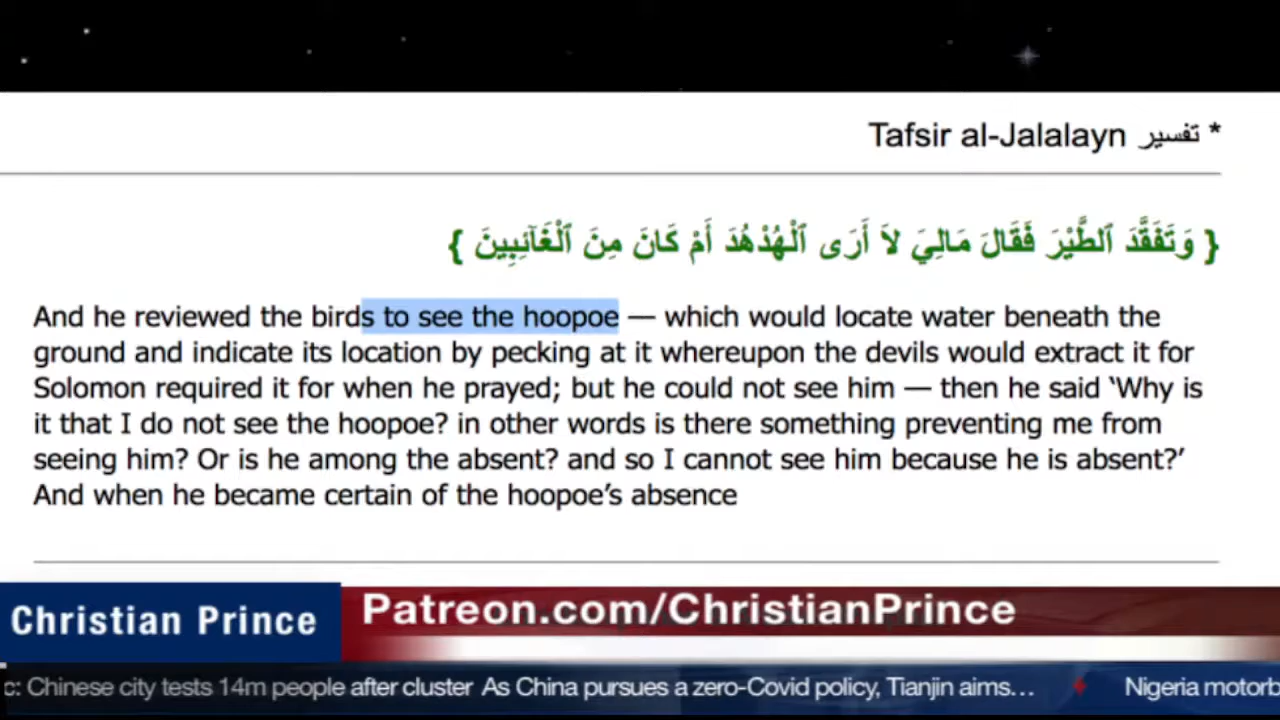 * تفسير Tafsir al-Jalalayn
{ وَتَفَقَّدَ ٱلطَّيْرَ فَقَالَ مَالِيَ لاَ أَرَى ٱلْهُدْهُدَ أَمْ كَانَ مِنَ ٱلْغَآئِبِينَ }
And he reviewed the birds to see the hoopoe — which would locate water beneath the
ground and indicate its location by pecking at it whereupon the devils would extract it for
Solomon required it for when he prayed; but he could not see him — then he said ‘Why is
it that I do not see the hoopoe? in other words is there something preventing me from
seeing him? Or is he among the absent? and so I cannot see him because he is absent?’
And when he became certain of the hoopoe’s absence
Christian Prince
Patreon.com/ChristianPrince
c: Chinese city tests 14m people after cluster As China pursues a zero-Covid policy, Tianjin aims... Nigeria motorb